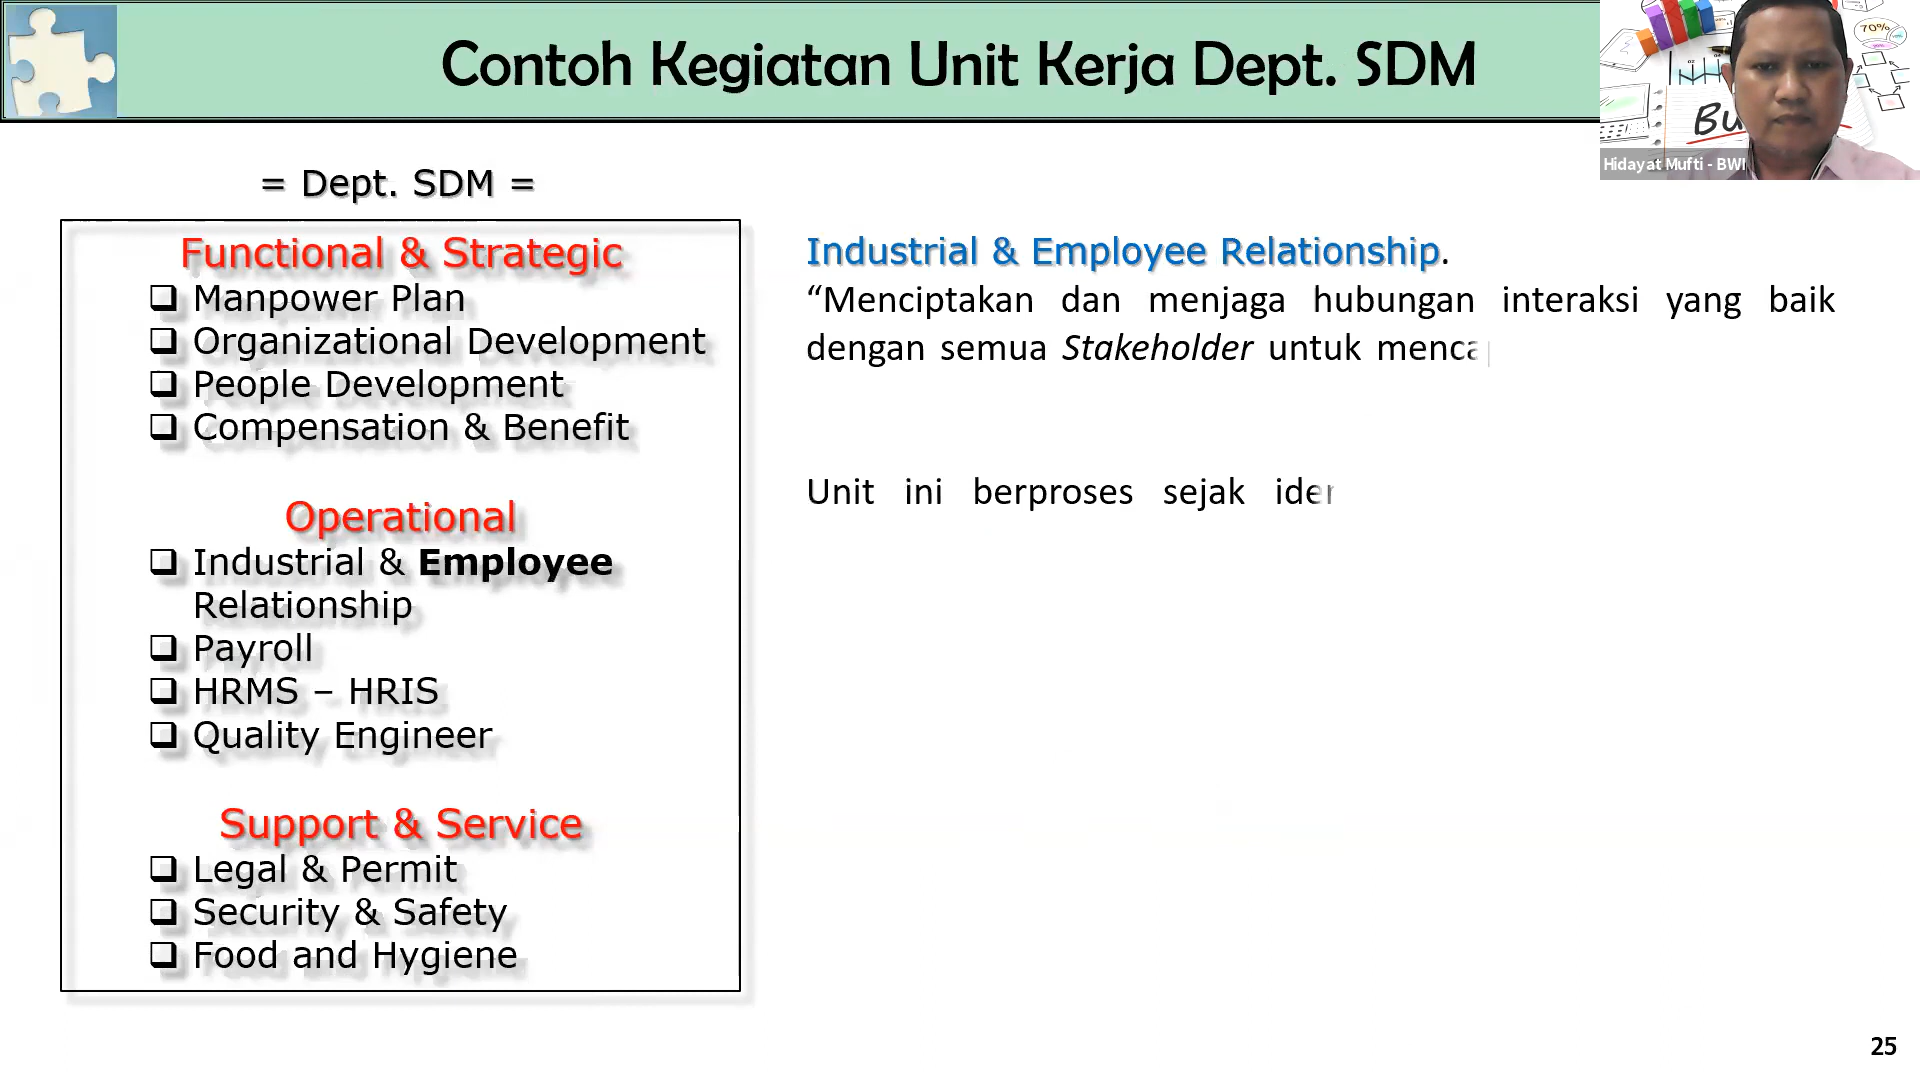 Contoh Kegiatan Unit Kerja Dept. SDM
70%
Hidayat Mufti - BWI
= Dept. SDM =
Functional & Strategic
Manpower Plan
Organizational Development
People Development
Compensation & Benefit
Operational
Industrial & Employee
Relationship
Payroll
HRMS – HRIS
Quality Engineer
Support & Service
Legal & Permit
Security & Safety
Food and Hygiene
Industrial & Employee Relationship.
“Menciptakan dan menjaga hubungan interaksi yang baik
dengan semua Stakeholder untuk
Unit ini berproses sejak
25